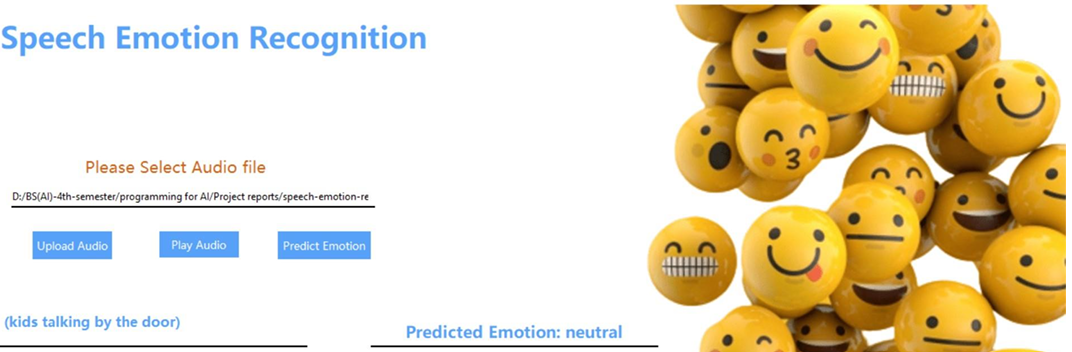 Speech Emotion Recognition
Please Select Audio file
D:/BS(AI)-4th-semester/programming for AI/Project reports/speech-emotion-re
Upload Audio
Play Audio
Predict Emotion
(kids talking by the door)
Predicted Emotion: neutral